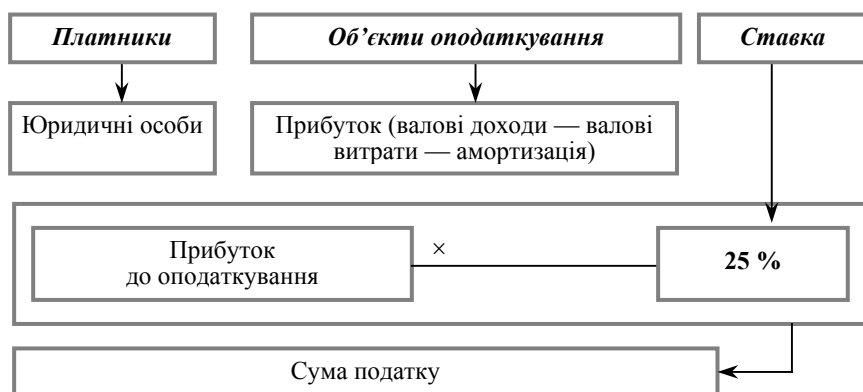 Платники
Об’єкти оподаткування
Ставка
Юридичні особи
Прибуток (валові доходи — валові
витрати — амортизація)
Прибуток
до оподаткування
×
25 %
Сума податку